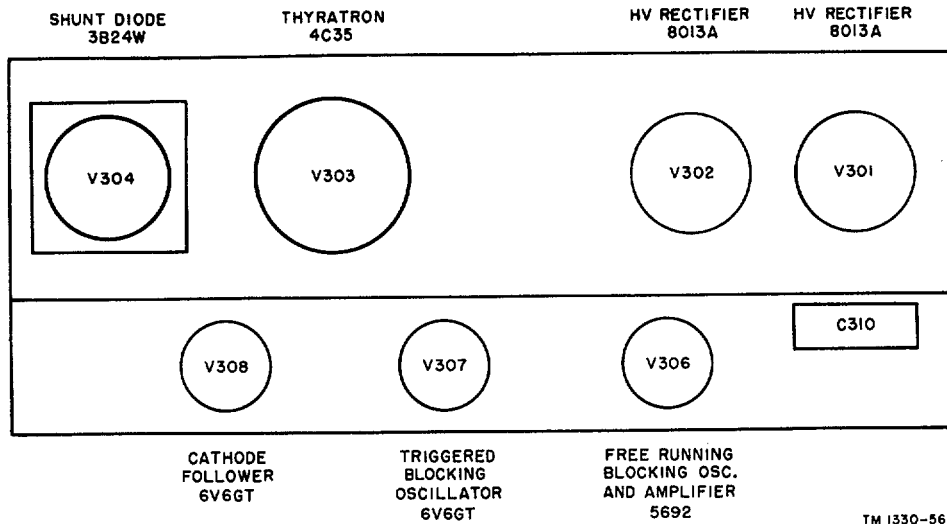 SHUNT DIODE
3B24W
THYRATRON
4C35
HV RECTIFIER
8013A
HV RECTIFIER
8013A
V304
V303
V302
V301
C310
V308
V307
V306
CATHODE
FOLLOWER
6V6GT
TRIGGERED
BLOCKING
OSCILLATOR
6V6GT
FREE RUNNING
BLOCKING OSC.
AND AMPLIFIER
5692
TM 1330-56